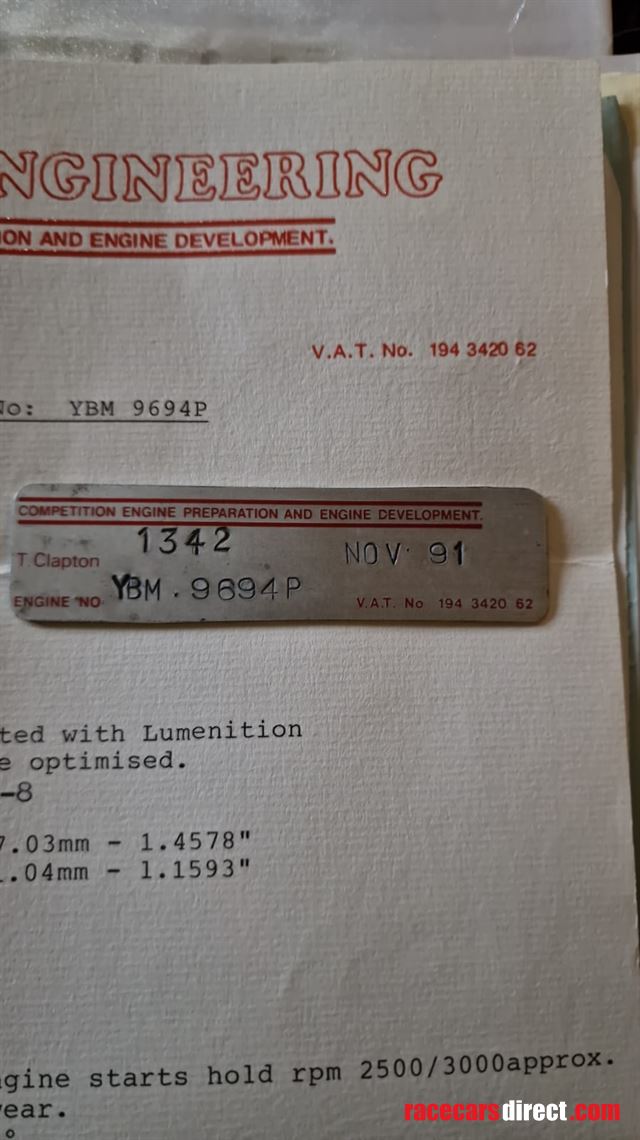 NGINEERING
ION AND ENGINE DEVELOPMENT.
V.A.T. No. 194 3420 62
No: YBM 9694P
COMPETITION ENGINE PREPARATION AND ENGINE DEVELOPMENT.
1342
NOV· 91
T. Clapton
ENGINE NO. YBM. 9694P
V.A.T. No 194 3420 62
ted with Lumenition
e optimised.
-8
7.03mm - 1.4578"
.04mm - 1.1593"
gine starts hold rpm 2500/3000approx.
ear.
racecarsdirect.com